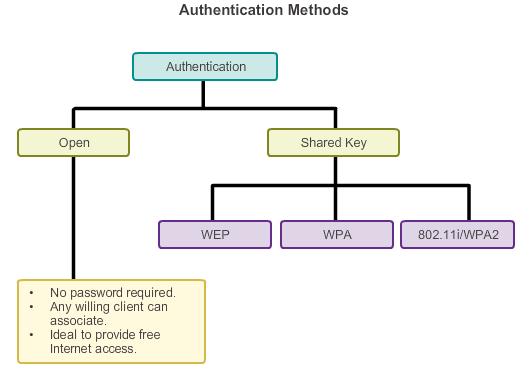 Authentication Methods
Authentication
Open
Shared Key
WEP
WPA
802.11i/WPA2
• No password required.
• Any willing client can
associate.
• Ideal to provide free
Internet access.